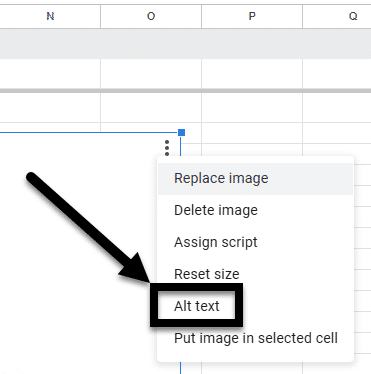 N O P Q
Replace image
Delete image
Assign script
Reset size
Alt text
Put image in selected cell